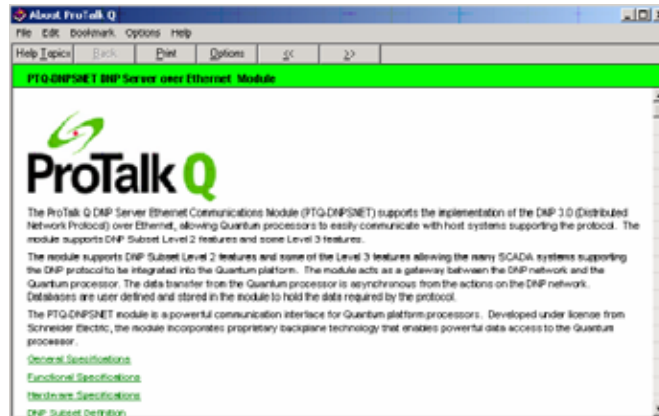 About ProTalk Q
File Edit Bookmark Options Help
Help Topics Back Print Options << >>
PTQ-DNPSNET DNP Server over Ethernet Module
ProTalk Q
The ProTalk Q DNP Server Ethernet Communications Module (PTQ-DNPSNET) supports the implementation of the DNP 3.0 (Distributed
Network Protocol) over Ethernet, allowing Quantum processors to easily communicate with host systems supporting the protocol. The
module supports DNP Subset Level 2 features and some Level 3 features.
The module supports DNP Subset Level 2 features and some of the Level 3 features allowing the many SCADA systems supporting
the DNP protocol to be integrated into the Quantum platform. The module acts as a gateway between the DNP network and the
Quantum processor. The data transfer from the Quantum processor is asynchronous from the actions on the DNP network.
Databases are user defined and stored in the module to hold the data required by the protocol.
The PTQ-DNPSNET module is a powerful communication interface for Quantum platform processors. Developed under license from
Schneider Electric, the module incorporates proprietary backplane technology that enables powerful data access to the Quantum
processor.
General Specifications
Functional Specifications
Hardware Specifications
DNP Subset Definition